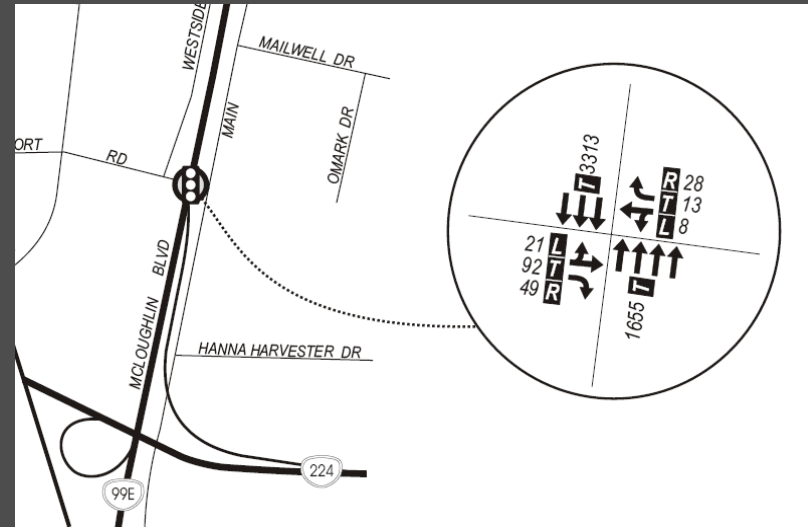 WESTSIDE
MAILWELL DR
MAIN
OMARK DR
ORT
RD
MCLOUGHLIN BLVD
HANNA HARVESTER DR
224
99E
T 3313
R 28
T 13
L 8
21 L
92 T
49 R
1655 T